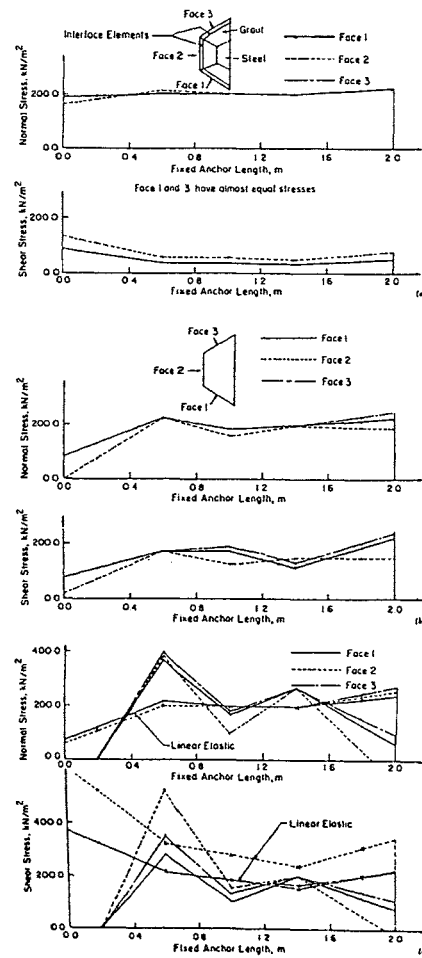 Interface Elements
Face 3
Grout
Face 2
Steel
Face 1
Face 1
Face 2
Face 3
Normal Stress, kN/m²
200.0
0.0
0.0 0.4 0.8 1.2 1.6 2.0
Fixed Anchor Length, m
Face 1 and 3 have almost equal stresses
Shear Stress, kN/m²
200.0
0.0
0.0 0.4 0.8 1.2 1.6 2.0
Fixed Anchor Length, m
Face 3
Face 2
Face 1
Face 1
Face 2
Face 3
Normal Stress, kN/m²
200.0
0.0
0.0 0.4 0.8 1.2 1.6 2.0
Fixed Anchor Length, m
Shear Stress, kN/m²
200.0
0.0
0.0 0.4 0.8 1.2 1.6 2.0
Fixed Anchor Length, m
Face 1
Face 2
Face 3
Normal Stress, kN/m²
400.0
200.0
0.0
Linear Elastic
0.0 0.4 0.8 1.2 1.6 2.0
Fixed Anchor Length, m
Shear Stress, kN/m²
400.0
200.0
0.0
Linear Elastic
0.0 0.4 0.8 1.2 1.6 2.0
Fixed Anchor Length, m